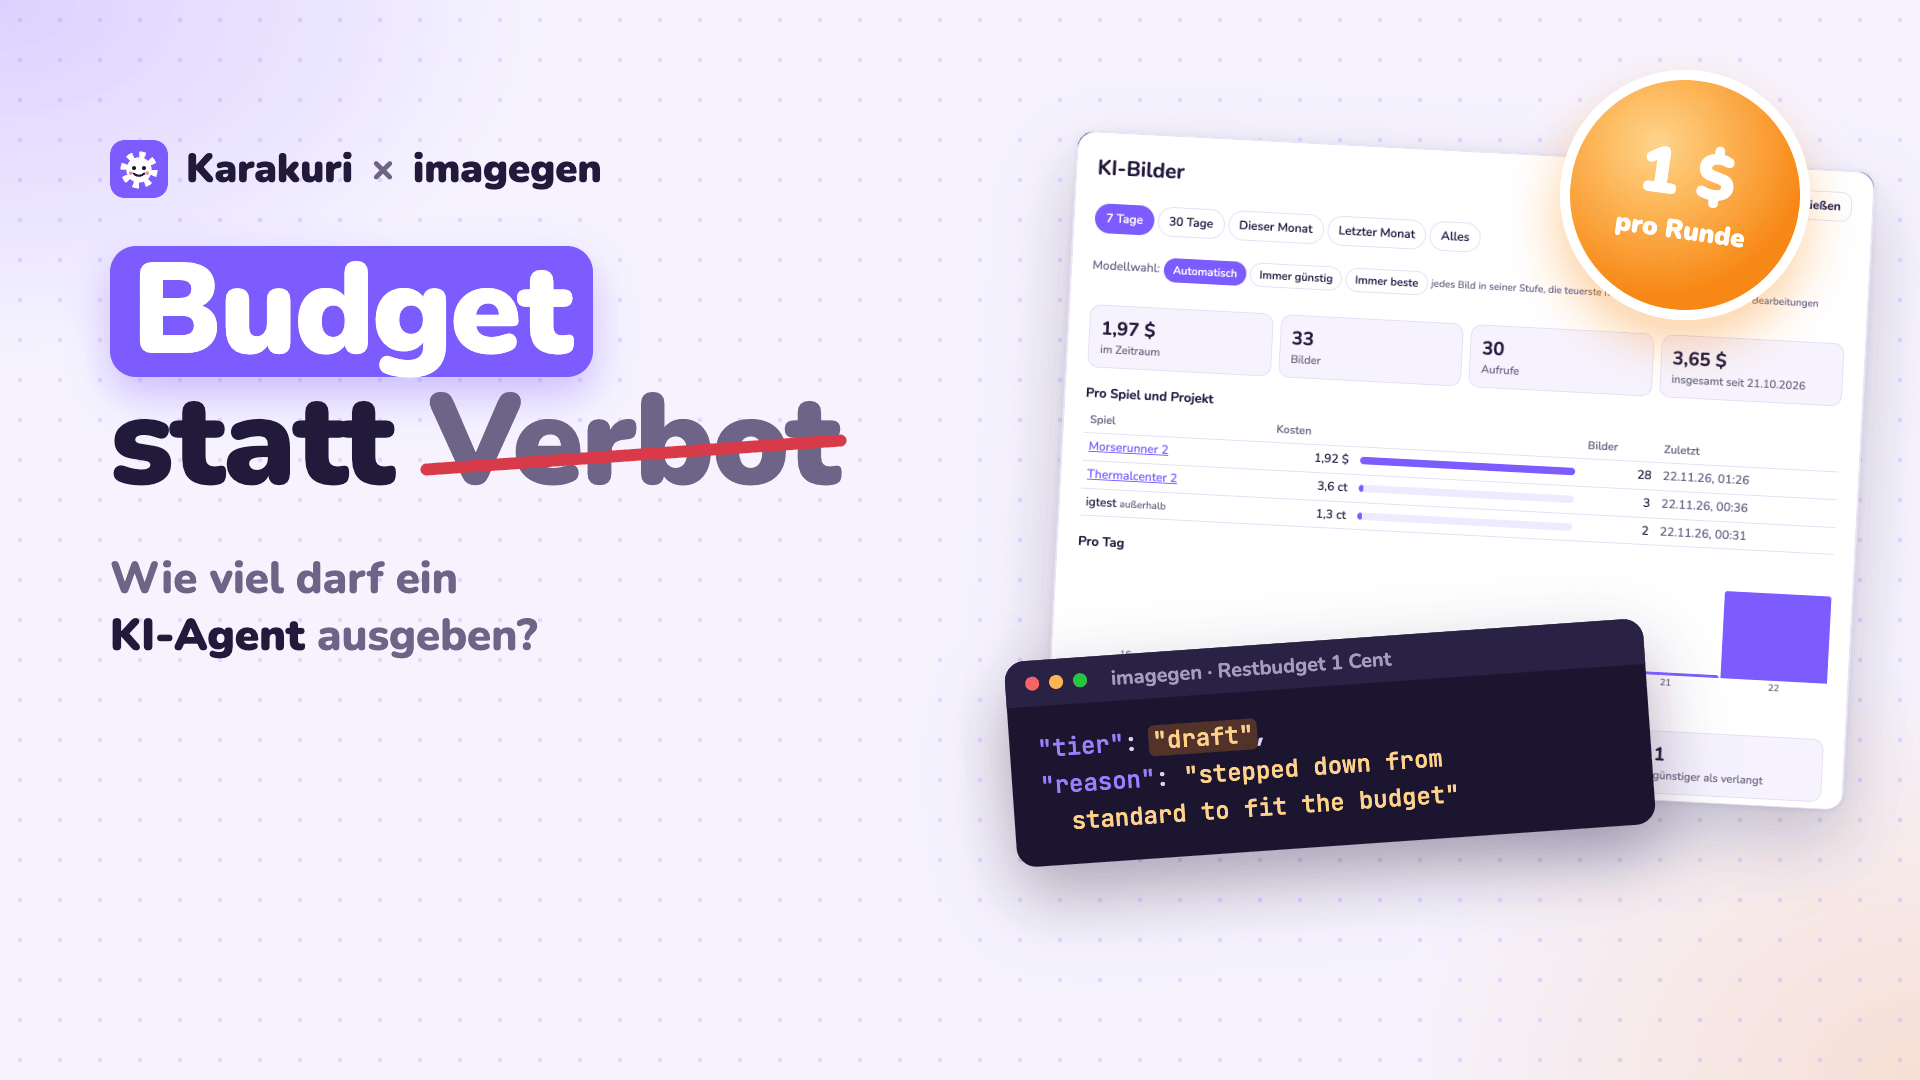 Karakuri × imagegen
Budget
statt Verbot
Wie viel darf ein
KI-Agent ausgeben?
1 $
pro Runde
KI-Bilder
7 Tage
30 Tage
Dieser Monat
Letzter Monat
Alles
Modellwahl: Automatisch Immer günstig Immer beste jedes Bild in seiner Stufe, die teuerste Bearbeitungen
1,97 $
im Zeitraum
33
Bilder
30
Aufrufe
3,65 $
insgesamt seit 21.10.2026
Pro Spiel und Projekt
Spiel Kosten Bilder Zuletzt
Morserunner 2 1,92 $ 28 22.11.26, 01:26
Thermalcenter 2 3,6 ct 3 22.11.26, 00:36
igtest außerhalb 1,3 ct 2 22.11.26, 00:31
Pro Tag
21 22
1
günstiger als verlangt
imagegen · Restbudget 1 Cent
"tier": "draft",
"reason": "stepped down from
standard to fit the budget"